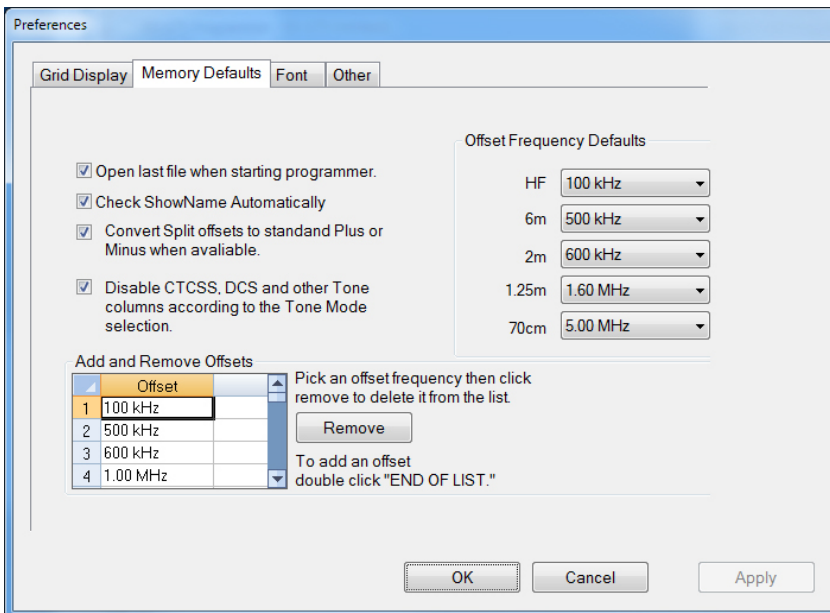 Preferences
Grid Display Memory Defaults Font Other
Open last file when starting programmer.
Check ShowName Automatically
Convert Split offsets to standand Plus or
Minus when avaliable.
Disable CTCSS, DCS and other Tone
columns according to the Tone Mode
selection.
Offset Frequency Defaults
HF 100 kHz
6m 500 kHz
2m 600 kHz
1.25m 1.60 MHz
70cm 5.00 MHz
Add and Remove Offsets
Offset
1 100 kHz
2 500 kHz
3 600 kHz
4 1.00 MHz
Pick an offset frequency then click
remove to delete it from the list.
Remove
To add an offset
double click "END OF LIST."
OK Cancel Apply